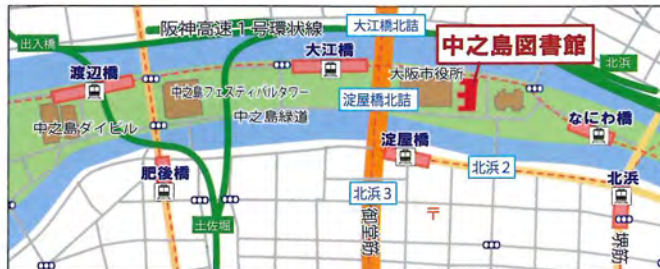 阪神高速1号環状線
大江橋北詰
出入橋
中之島図書館
大江橋
北浜
渡辺橋
大阪市役所
中之島フェスティバルタワー
淀屋橋北詰
中之島緑道
なにわ橋
中之島ダイビル
淀屋橋
肥後橋
北浜2
北浜
北浜3
土佐堀
御堂筋
堺筋
〒